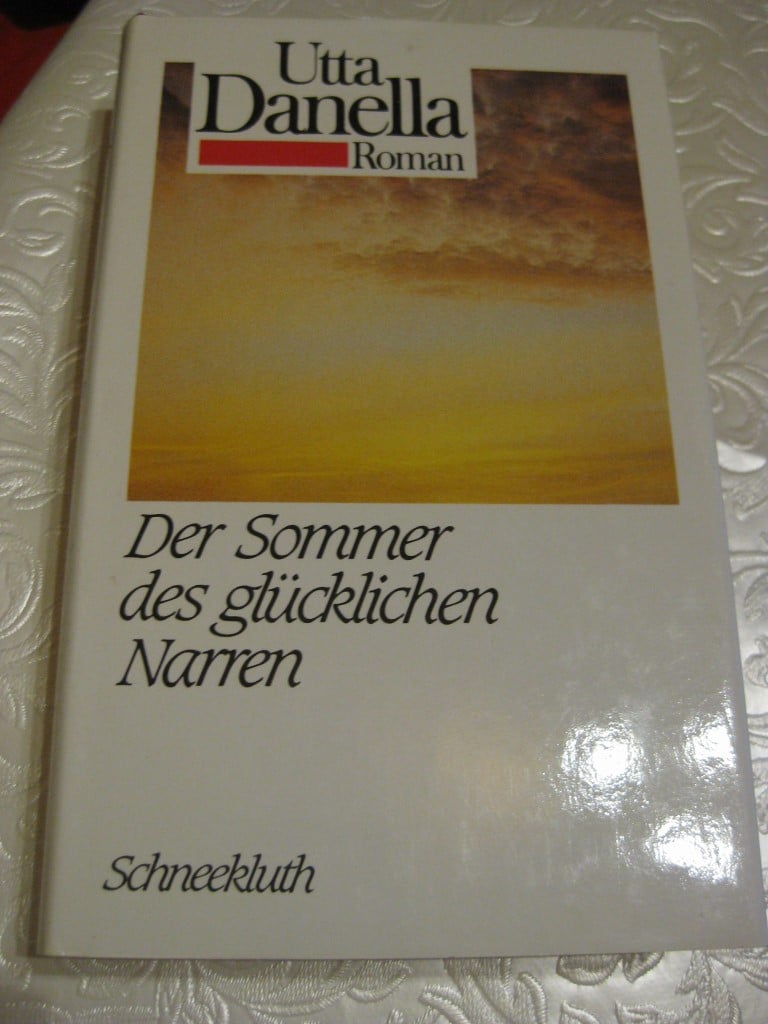 Utta
Danella
Roman
Der Sommer
des glücklichen
Narren
Schneekluth